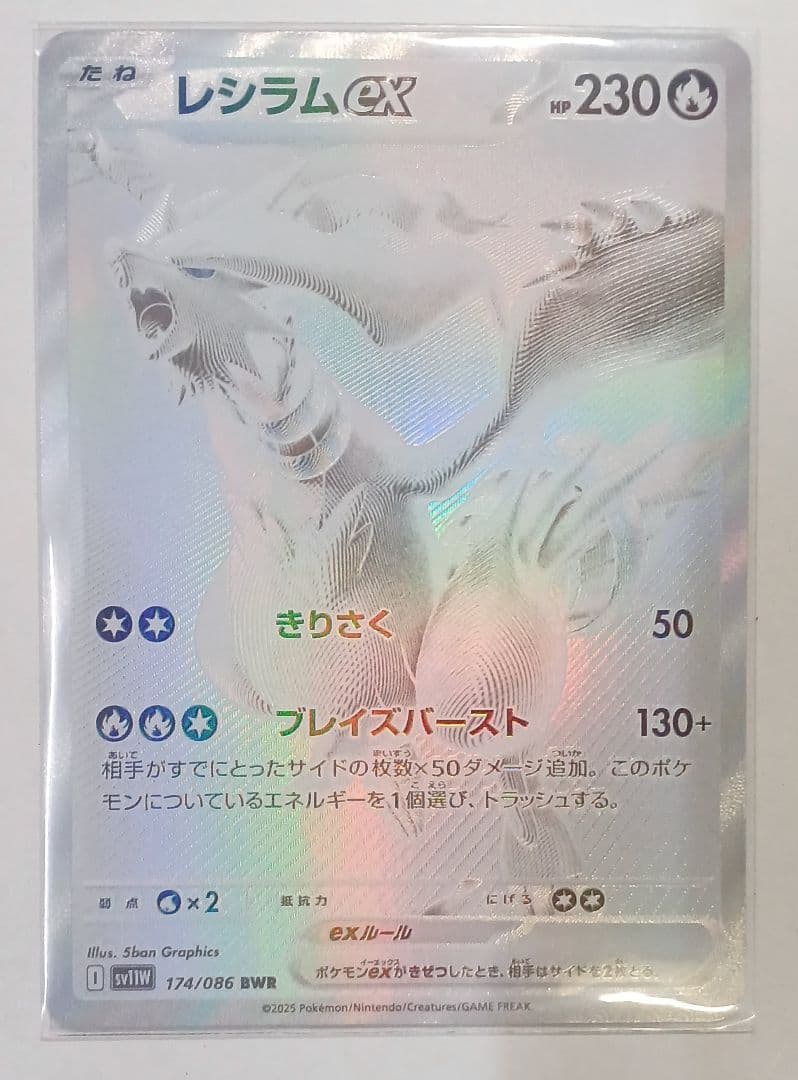 たね レシラムex HP 230
きりさく 50
ブレイズバースト 130+
相手がすでにとったサイドの枚数×50ダメージ追加。このポケ
モンについているエネルギーを1個選び、トラッシュする。
弱点 ×2 抵抗力 にげる
exルール
ポケモンexがきぜつしたとき、相手はサイドを2枚とる。
Illus. 5ban Graphics
I sv11W 174/086 BWR
©2025 Pokémon/Nintendo/Creatures/GAME FREAK